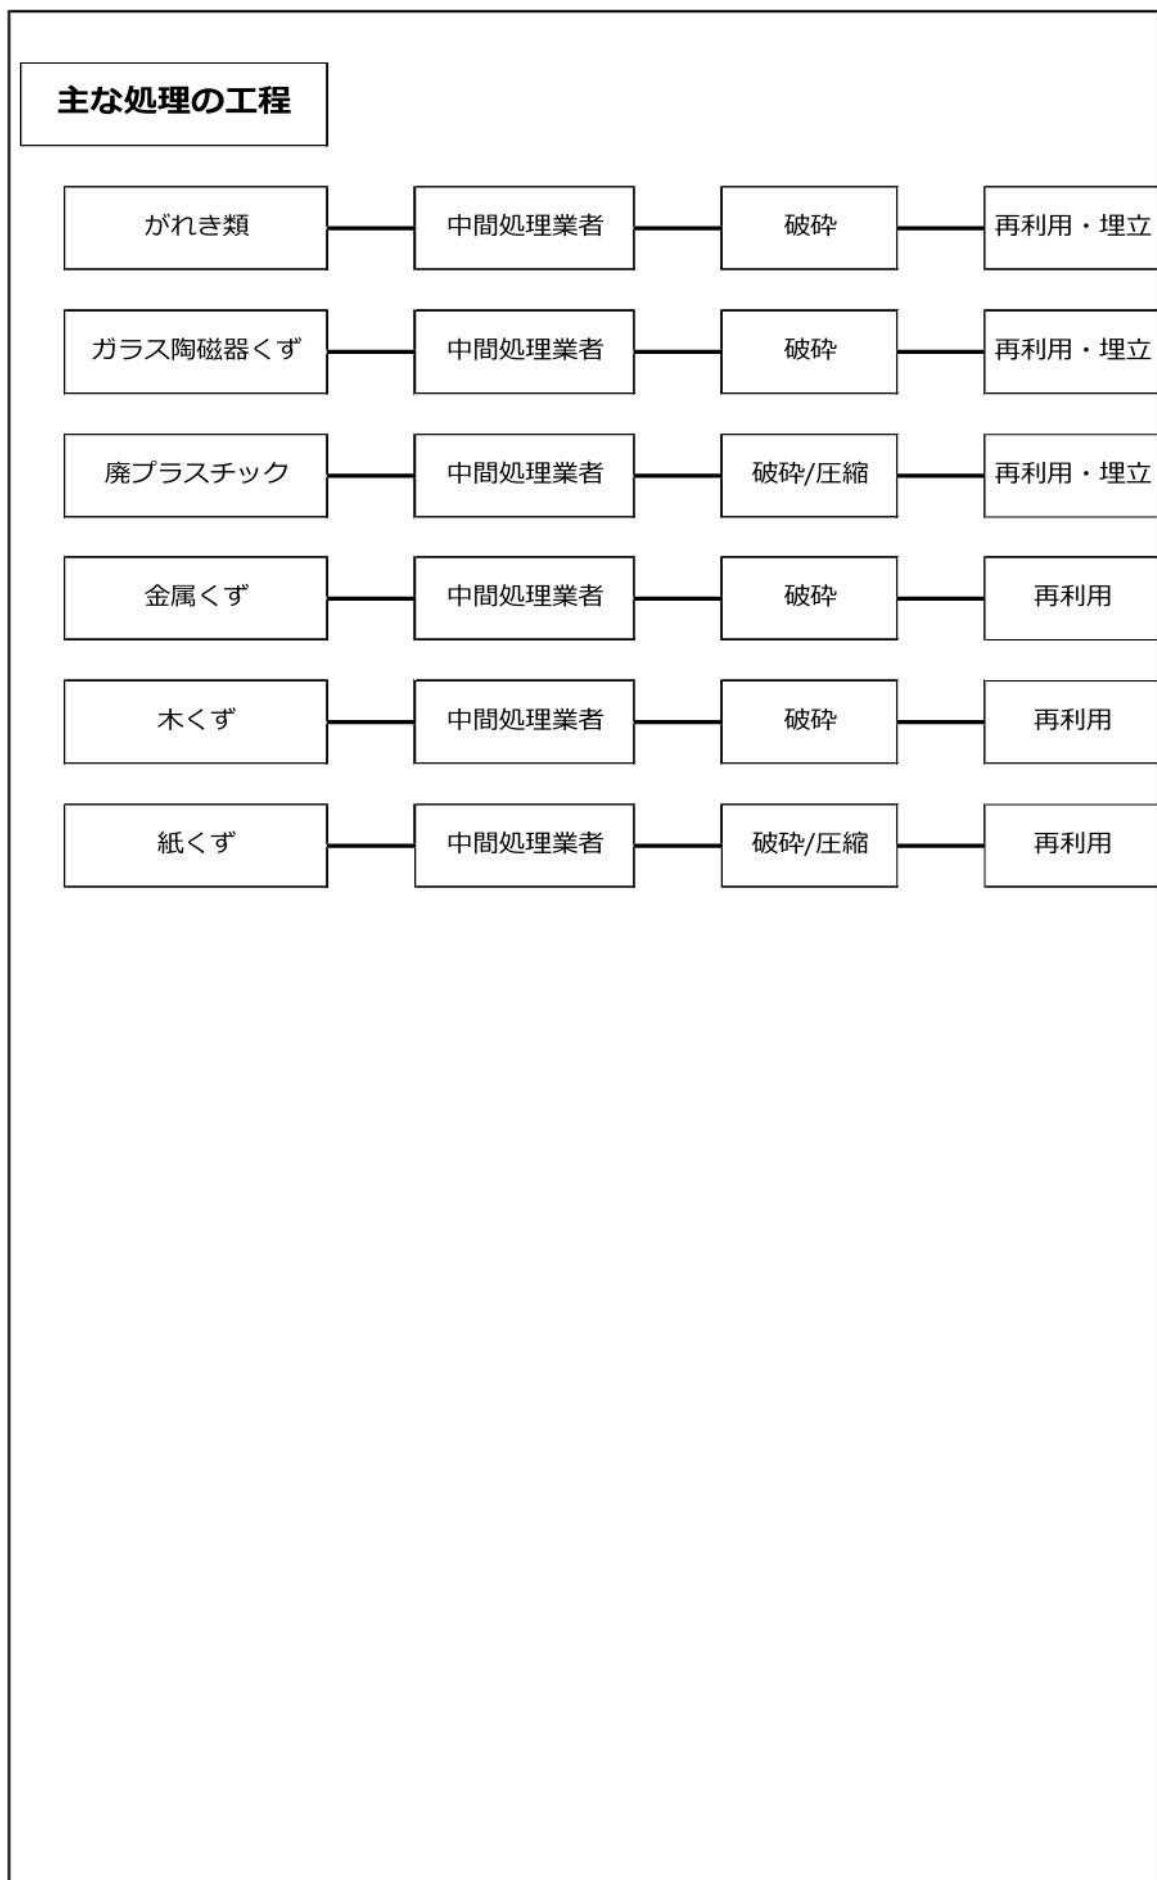 主な処理の工程
がれき類 中間処理業者 破砕 再利用・埋立
ガラス陶磁器くず 中間処理業者 破砕 再利用・埋立
廃プラスチック 中間処理業者 破砕/圧縮 再利用・埋立
金属くず 中間処理業者 破砕 再利用
木くず 中間処理業者 破砕 再利用
紙くず 中間処理業者 破砕/圧縮 再利用